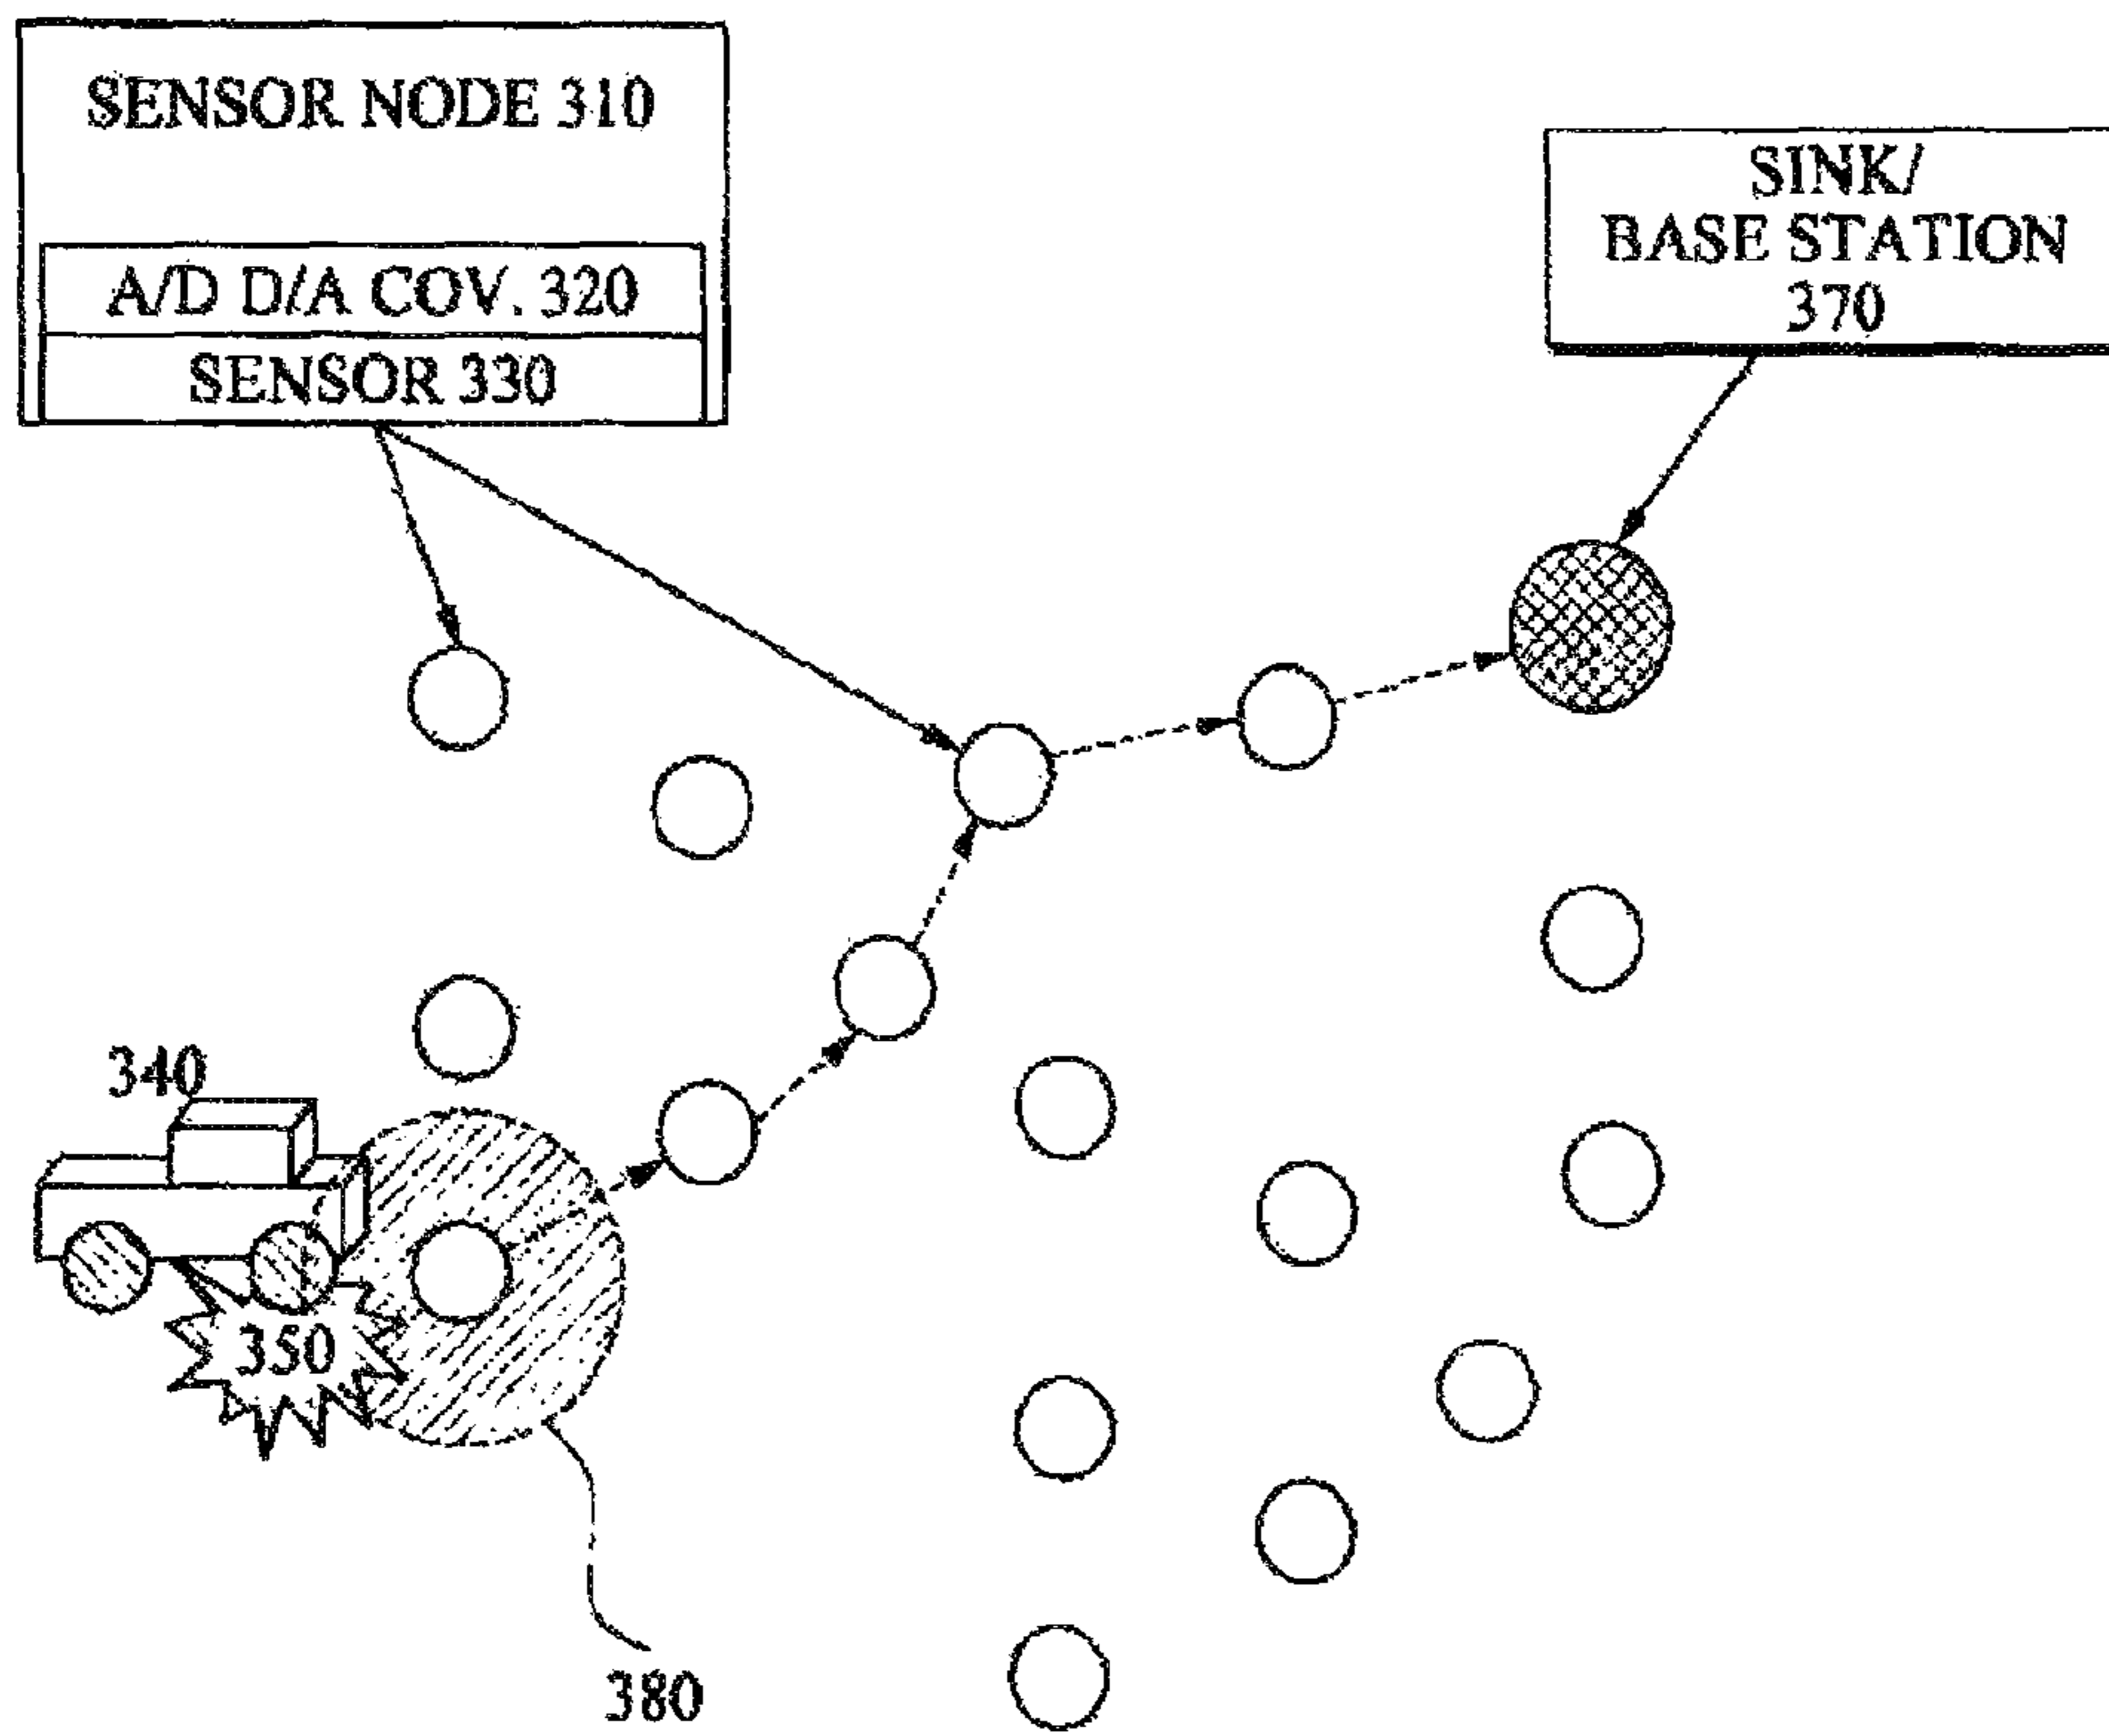 SENSOR NODE 310
A/D D/A COV. 320
SENSOR 330
SINK/
BASE STATION
370
340
350
380